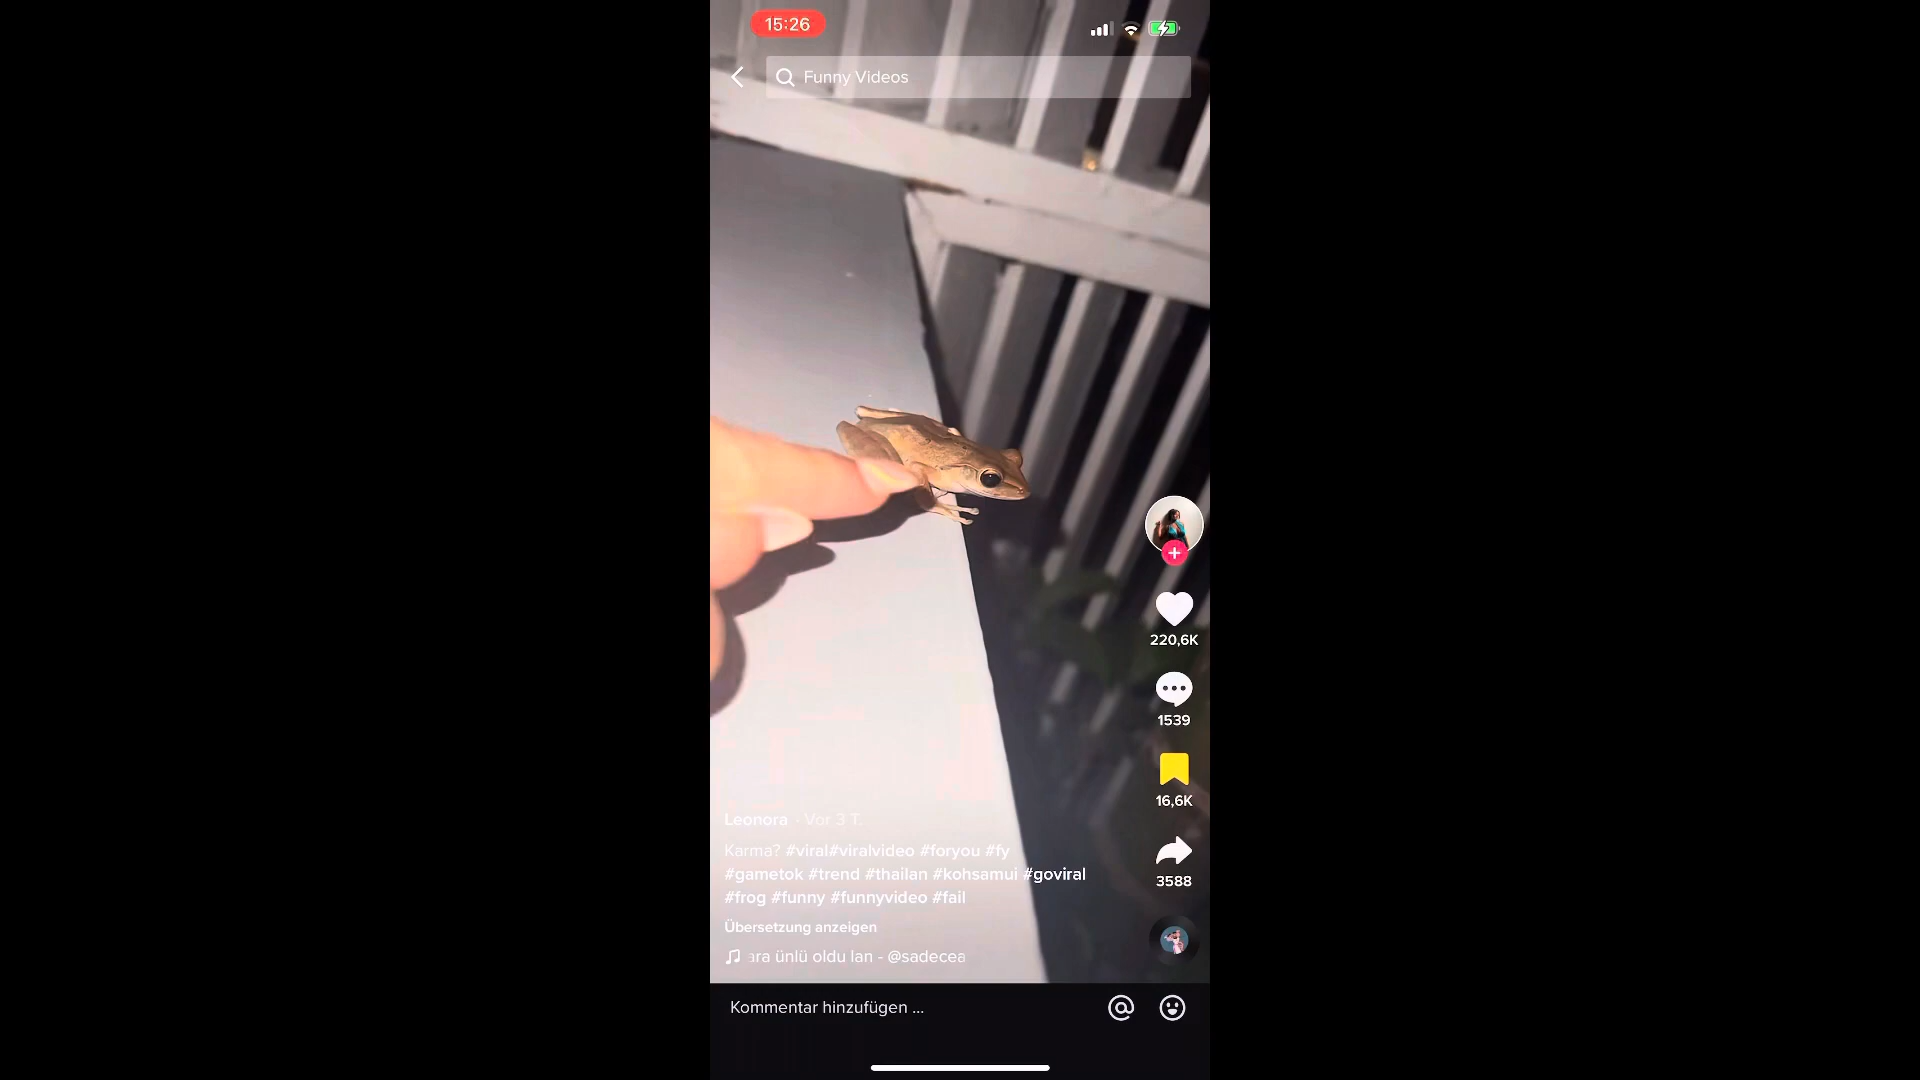 15:26
Funny Videos
220,6K
1539
16,6K
3588
Leonora · Vor 3 T.
Karma? #viral#viralvideo #foryou #fy
#gametok #trend #thailan #kohsamui #goviral
#frog #funny #funnyvideo #fail
Übersetzung anzeigen
ara ünlü oldu lan - @sadecea
Kommentar hinzufügen ...